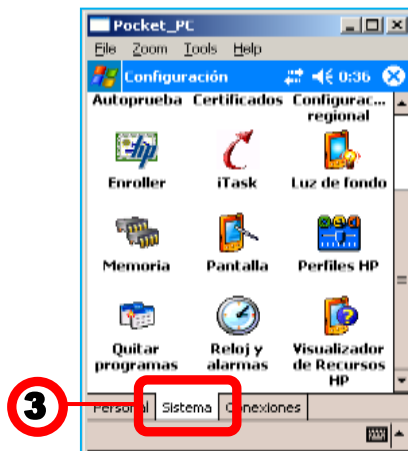 Pocket_PC
File Zoom Tools Help
Configuración 0:36
Autoprueba Certificados Configurac... regional
Enroller iTask Luz de fondo
Memoria Pantalla Perfiles HP
Quitar programas Reloj y alarmas Visualizador de Recursos HP
3
Personal Sistema Conexiones